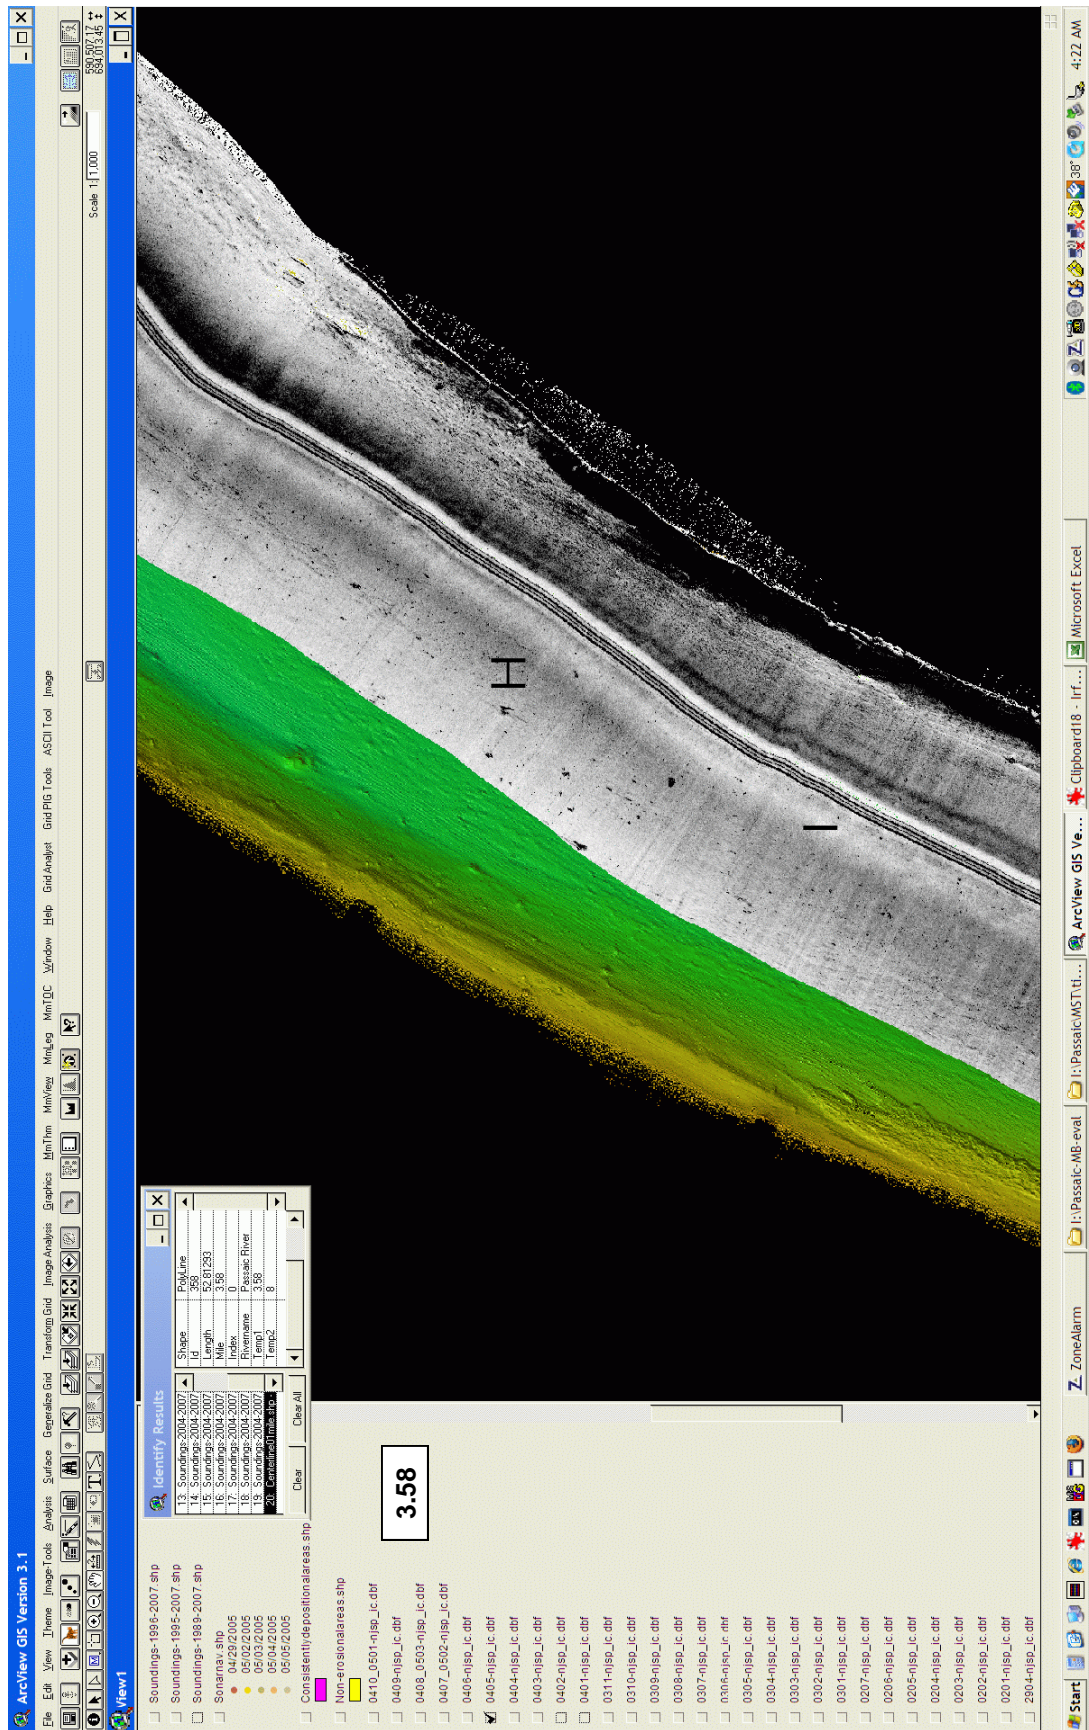 ArcView GIS Version 3.1
File Edit View Theme Image-Tools Analysis Surface Generalize Grid Transform Grid Image Analysis Graphics MmThm MmView MmLeg MmTOC Window Help Grid Analyst Grid PIG Tools ASCII Tool Image
Scale 1: 1,000
590,507.17
694,013.45
View1
Soundings-1996-2007.shp
Soundings-1995-2007.shp
Soundings-1989-2007.shp
Sonarnav.shp
04/29/2005
05/02/2005
05/03/2005
05/04/2005
05/05/2005
Consistentlydepositionalareas.shp
Non-erosionalareas.shp
0410_0501-njsp_ic.dbf
0409-njsp_ic.dbf
0408_0503-njsp_ic.dbf
0407_0502-njsp_ic.dbf
0406-njsp_ic.dbf
0405-njsp_ic.dbf
0404-njsp_ic.dbf
0403-njsp_ic.dbf
0402-njsp_ic.dbf
0401-njsp_ic.dbf
0311-njsp_ic.dbf
0310-njsp_ic.dbf
0309-njsp_ic.dbf
0308-njsp_ic.dbf
0307-njsp_ic.dbf
0306-njsp_ic.dbf
0305-njsp_ic.dbf
0304-njsp_ic.dbf
0303-njsp_ic.dbf
0302-njsp_ic.dbf
0301-njsp_ic.dbf
0207-njsp_ic.dbf
0206-njsp_ic.dbf
0205-njsp_ic.dbf
0204-njsp_ic.dbf
0203-njsp_ic.dbf
0202-njsp_ic.dbf
0201-njsp_ic.dbf
2904-njsp_ic.dbf
3.58
Identify Results
13: Soundings-2004-2007
14: Soundings-2004-2007
15: Soundings-2004-2007
16: Soundings-2004-2007
17: Soundings-2004-2007
18: Soundings-2004-2007
19: Soundings-2004-2007
20: Centerline01mile.shp -
Shape PolyLine
Id 358
Length 52.81293
Mile 3.58
Index 0
Rivername Passaic River
Temp1 3.58
Temp2 8
Clear Clear All
Start
ZoneAlarm
I:\Passaic-MB-eval
I:\Passaic\MST\ti...
ArcView GIS Ve...
Clipboard18 - Irf...
Microsoft Excel
38°
4:22 AM